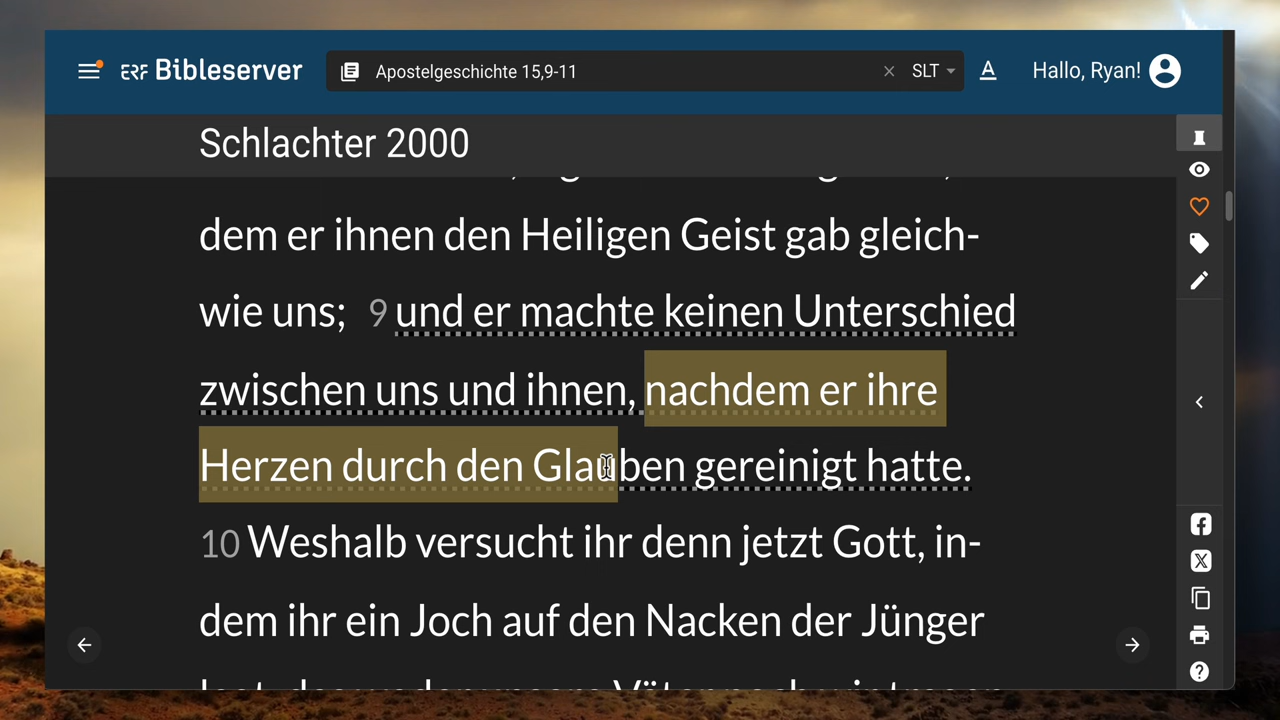 ERF Bibleserver
Apostelgeschichte 15,9-11
SLT
A
Hallo, Ryan!
Schlachter 2000
dem er ihnen den Heiligen Geist gab gleich-
wie uns; 9 und er machte keinen Unterschied
zwischen uns und ihnen, nachdem er ihre
Herzen durch den Glauben gereinigt hatte.
10 Weshalb versucht ihr denn jetzt Gott, in-
dem ihr ein Joch auf den Nacken der Jünger